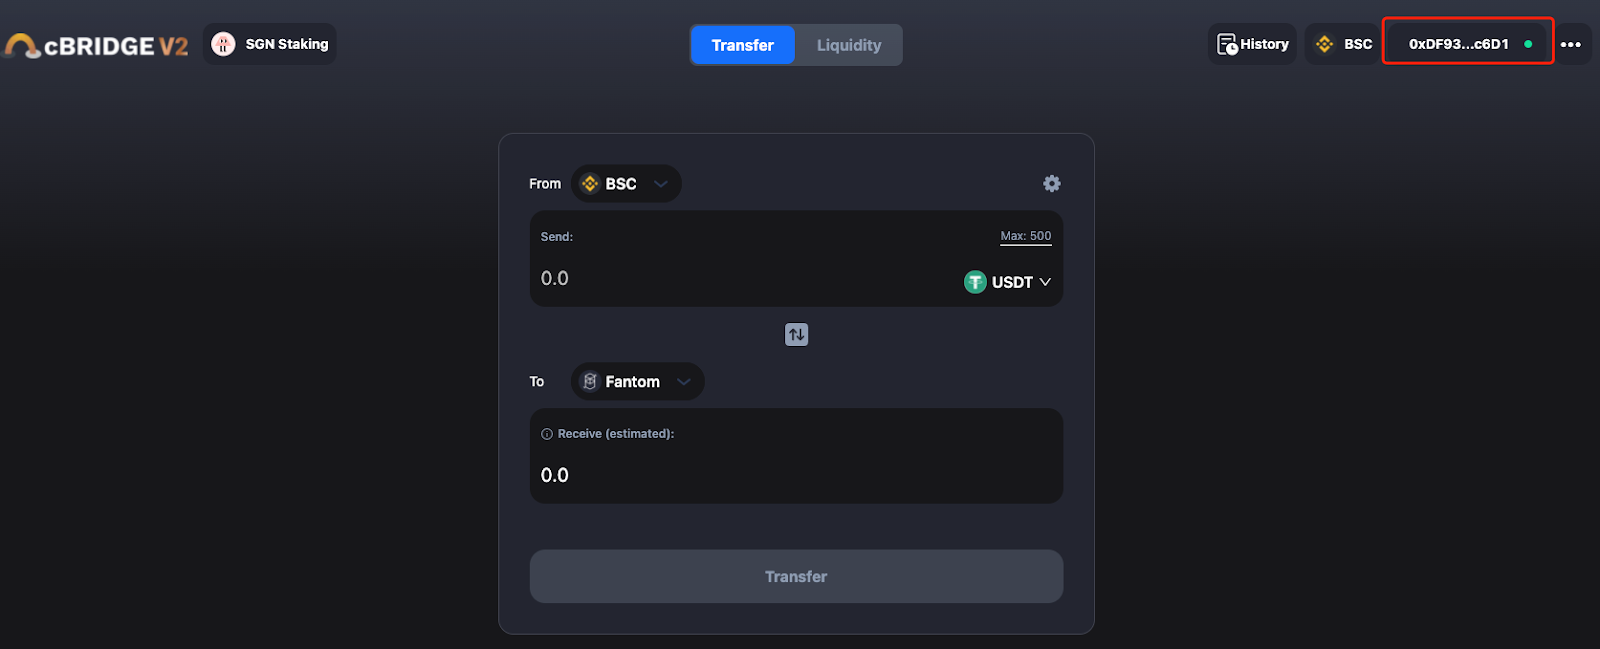 cBRIDGE V2
SGN Staking
Transfer
Liquidity
History
BSC
0xDF93...c6D1
From
BSC
Send:
Max: 500
0.0
USDT
To
Fantom
Receive (estimated):
0.0
Transfer